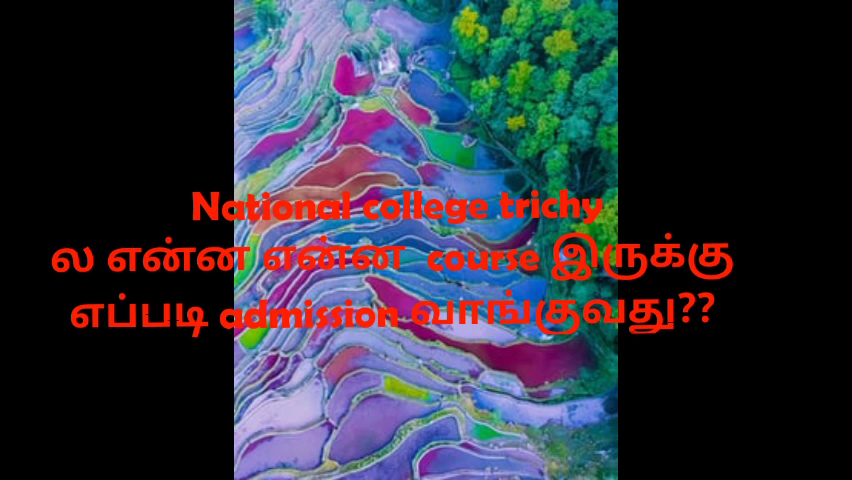 National college trichy
ல என்ன என்ன course இருக்கு
எப்படி admission வாங்குவது??